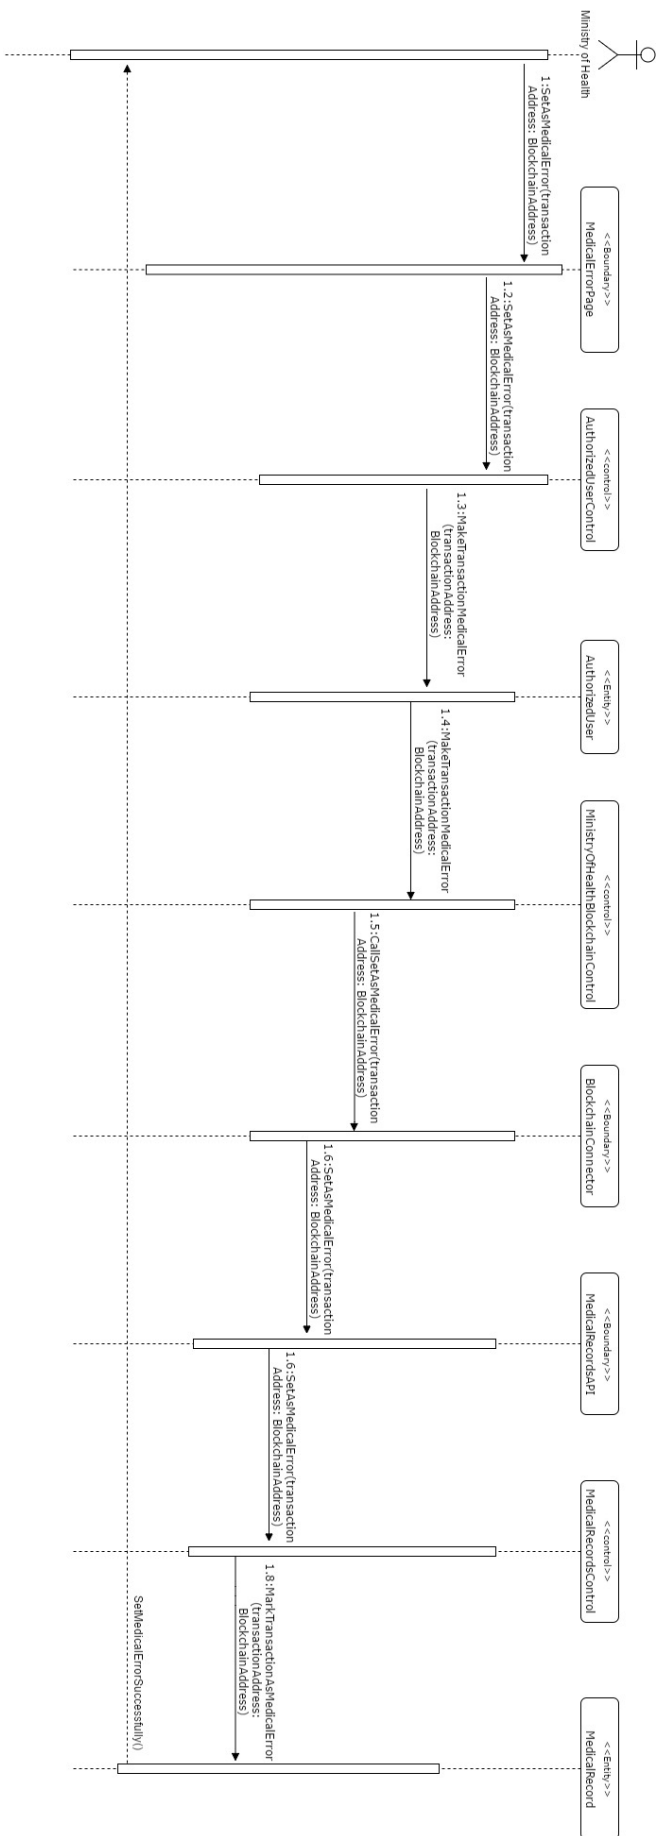 Ministry of Health
<<Boundary>>
MedicalErrorPage
<<control>>
AuthorizedUserControl
<<Entity>>
AuthorizedUser
<<control>>
MinistryOfHealthBlockchainControl
<<Boundary>>
BlockchainConnector
<<Boundary>>
MedicalRecordsAPI
<<control>>
MedicalRecordsControl
<<Entity>>
MedicalRecord
1:SetAsMedicalError(transaction
Address: BlockchainAddress)
1.2:SetAsMedicalError(transaction
Address: BlockchainAddress)
1.3:MakeTransactionMedicalError
(transactionAddress:
BlockchainAddress)
1.4:MakeTransactionMedicalError
(transactionAddress:
BlockchainAddress)
1.5:CallSetAsMedicalError(transaction
Address: BlockchainAddress)
1.6:SetAsMedicalError(transaction
Address: BlockchainAddress)
1.6:SetAsMedicalError(transaction
Address: BlockchainAddress)
1.8:MarkTransactionAsMedicalError
(transactionAddress:
BlockchainAddress)
SetMedicalErrorSuccessfully()